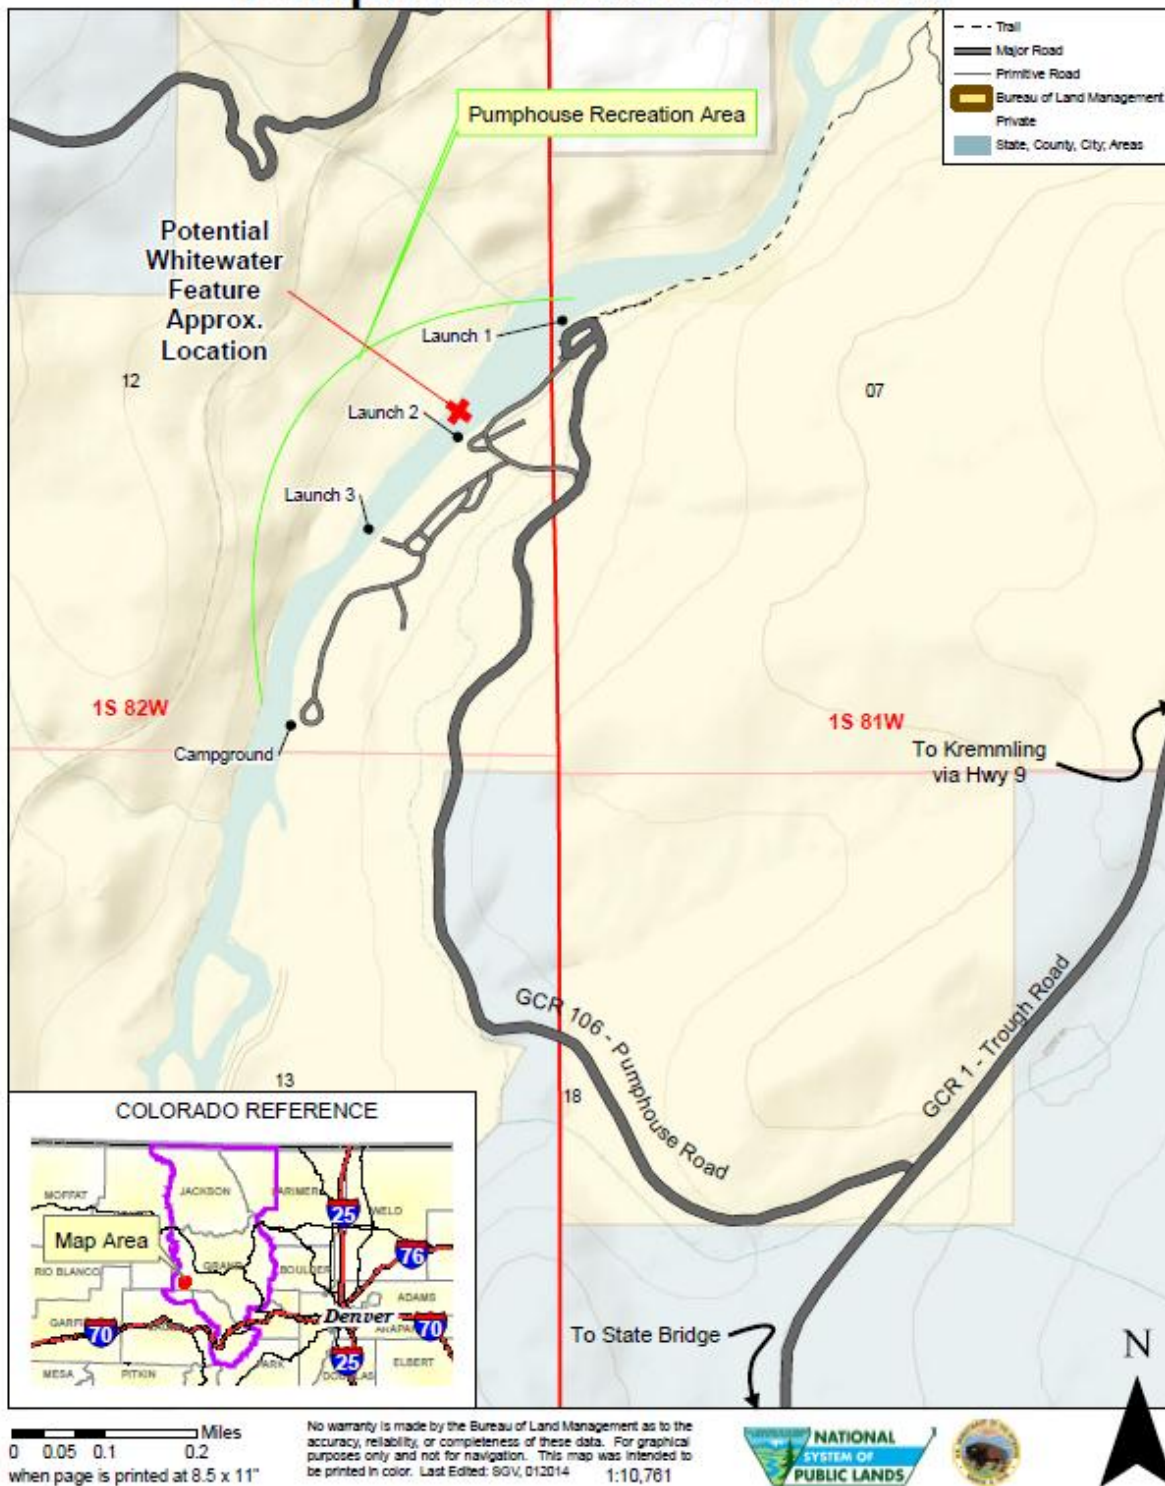 Trail
Major Road
Primitive Road
Bureau of Land Management
Private
State, County, City; Areas
Pumphouse Recreation Area
Potential
Whitewater
Feature
Approx.
Location
Launch 1
12
07
Launch 2
Launch 3
1S 82W
1S 81W
Campground
To Kremmling
via Hwy 9
GCR 106 - Pumphouse Road
GCR 1 - Trough Road
13
18
COLORADO REFERENCE
MOFFAT
JACKSON
LARIMER
WELD
25
Map Area
76
RIO BLANCO
GRAND
BOULDER
ADAMS
70
Denver
70
MESA
PITKIN
PARK
25
DOUGLAS
ELBERT
To State Bridge
N
Miles
0 0.05 0.1 0.2
when page is printed at 8.5 x 11"
No warranty is made by the Bureau of Land Management as to the
accuracy, reliability, or completeness of these data. For graphical
purposes only and not for navigation. This map was intended to
be printed in color. Last Edited: SGV, 012014
1:10,761
NATIONAL
SYSTEM OF
PUBLIC LANDS